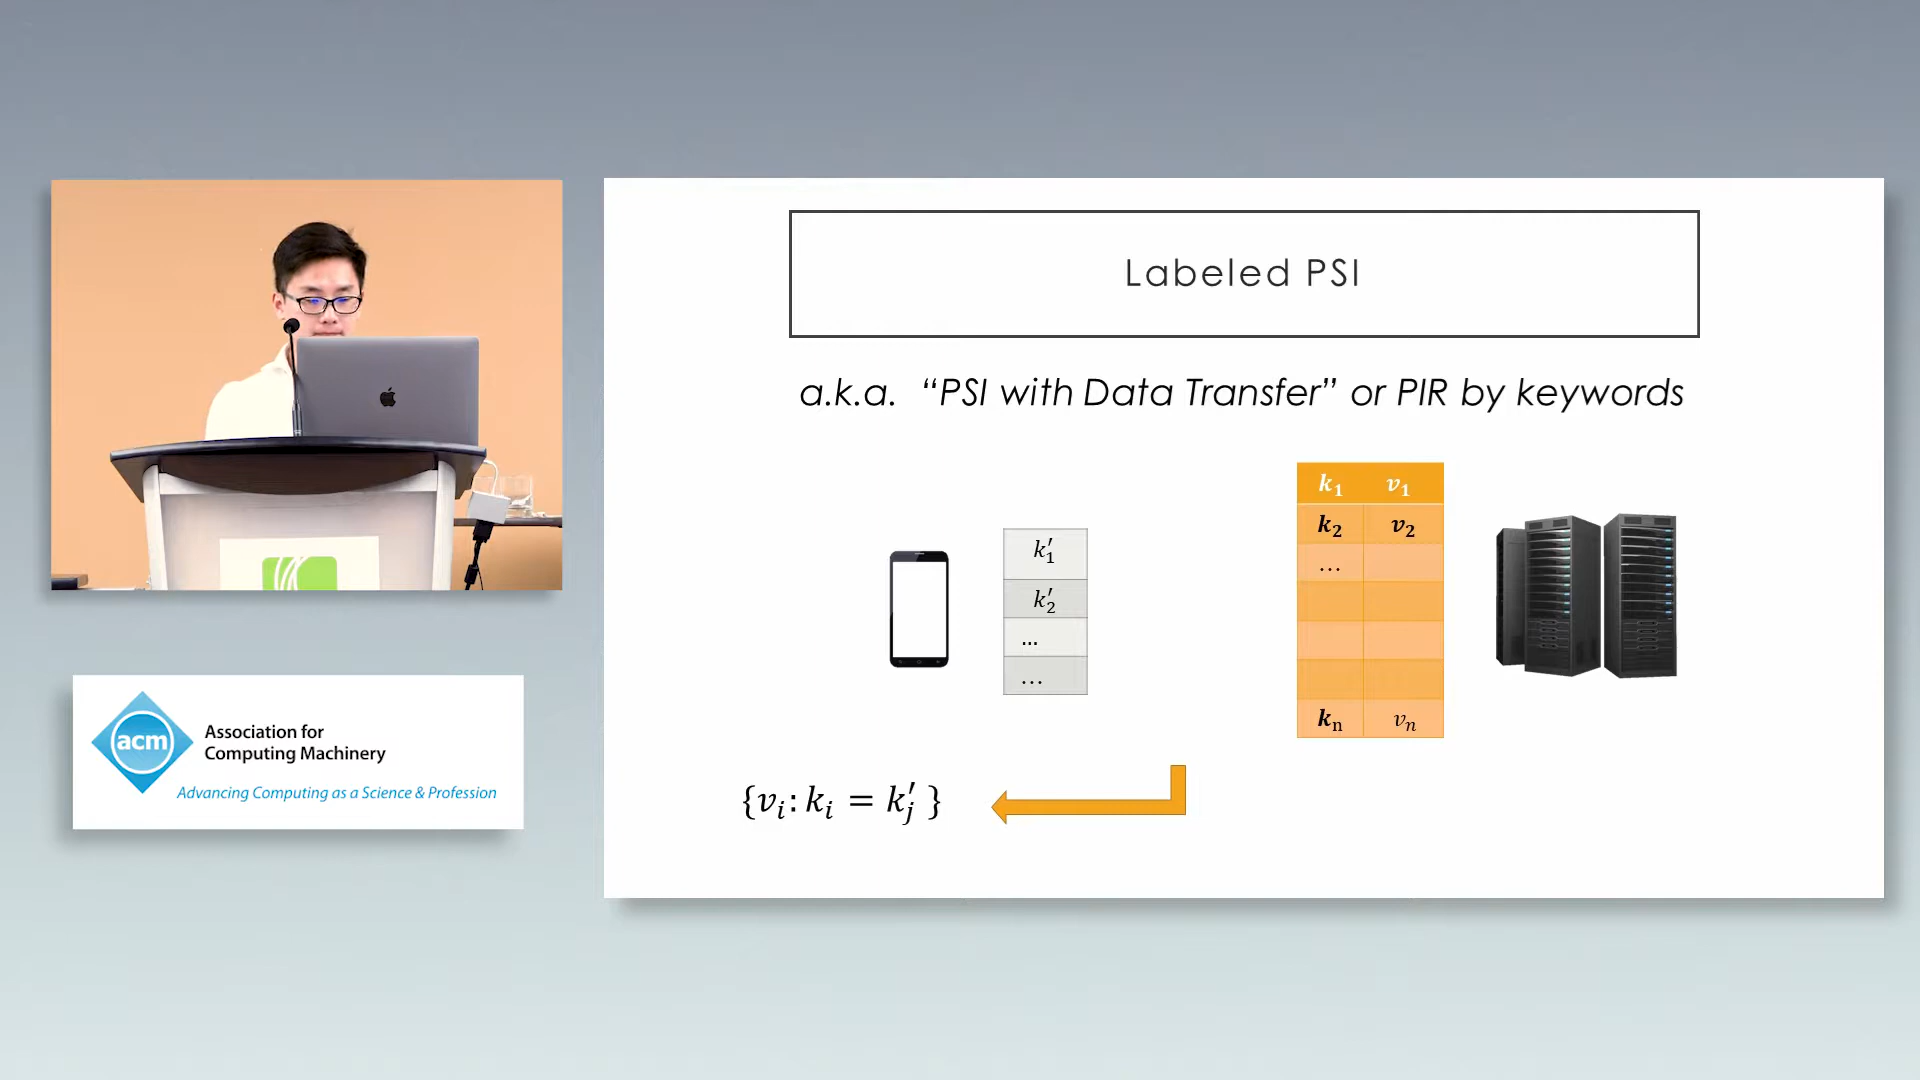 Labeled PSI
a.k.a. “PSI with Data Transfer” or PIR by keywords
k₁ v₁
k₂ v₂
...
kₙ vₙ
k′₁
k′₂
...
...
{vᵢ: kᵢ = k′ⱼ }
acm
Association for
Computing Machinery
Advancing Computing as a Science & Profession